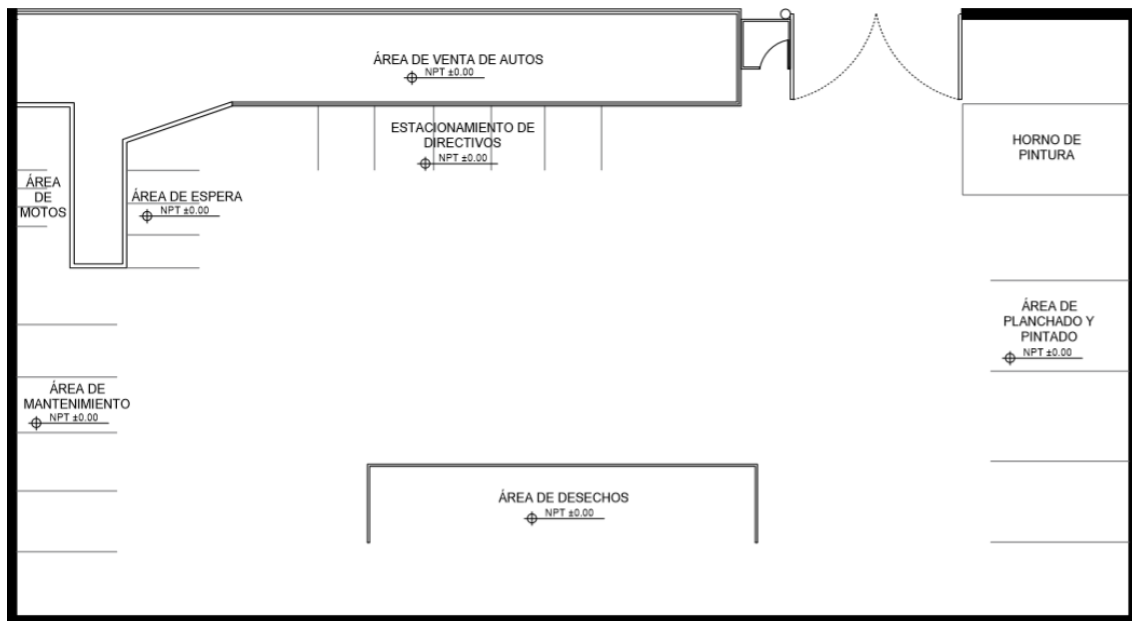 ÁREA DE VENTA DE AUTOS
NPT ±0.00
ESTACIONAMIENTO DE
DIRECTIVOS
NPT ±0.00
HORNO DE
PINTURA
ÁREA
DE
MOTOS
ÁREA DE ESPERA
NPT ±0.00
ÁREA DE
PLANCHADO Y
PINTADO
NPT ±0.00
ÁREA DE
MANTENIMIENTO
NPT ±0.00
ÁREA DE DESECHOS
NPT ±0.00